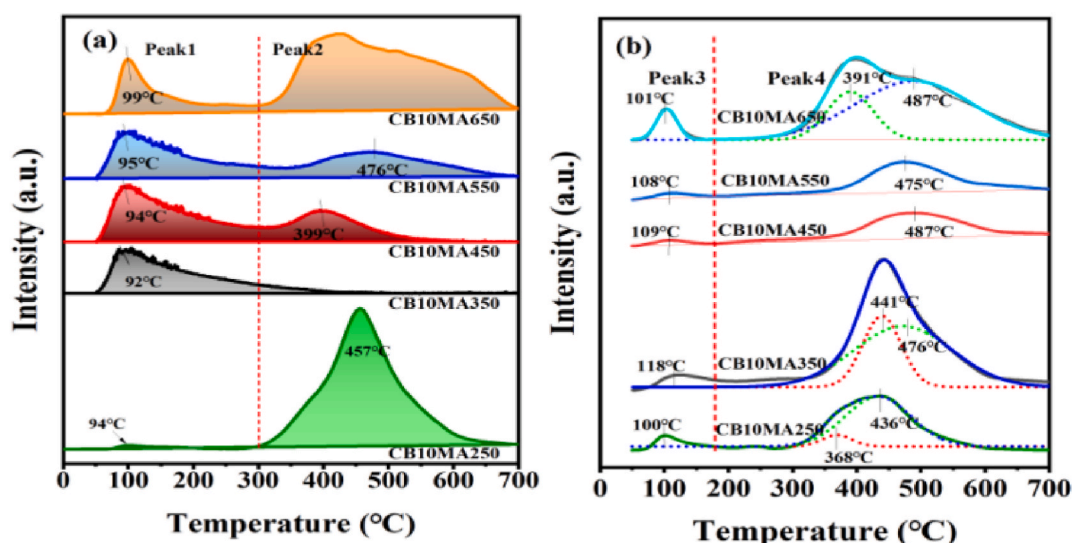 (a)
Peak1
Peak2
99°C
CB10MA650
95°C
476°C
CB10MA550
94°C
399°C
CB10MA450
92°C
CB10MA350
457°C
94°C
CB10MA250
0 100 200 300 400 500 600 700
Temperature (°C)
Intensity (a.u.)
(b)
Peak3
Peak4
391°C
101°C
487°C
CB10MA650
108°C
CB10MA550
475°C
109°C
CB10MA450
487°C
441°C
476°C
118°C
CB10MA350
100°C
CB10MA250
436°C
368°C
0 100 200 300 400 500 600 700
Temperature (°C)
Intensity (a.u.)